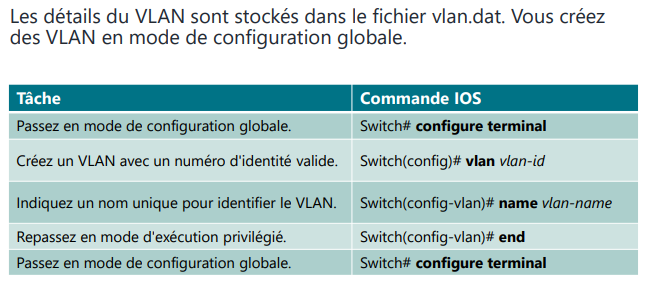 Les détails du VLAN sont stockés dans le fichier vlan.dat. Vous créez
des VLAN en mode de configuration globale.
Tâche Commande IOS
Passez en mode de configuration globale. Switch# configure terminal
Créez un VLAN avec un numéro d'identité valide. Switch(config)# vlan vlan-id
Indiquez un nom unique pour identifier le VLAN. Switch(config-vlan)# name vlan-name
Repassez en mode d'exécution privilégié. Switch(config-vlan)# end
Passez en mode de configuration globale. Switch# configure terminal